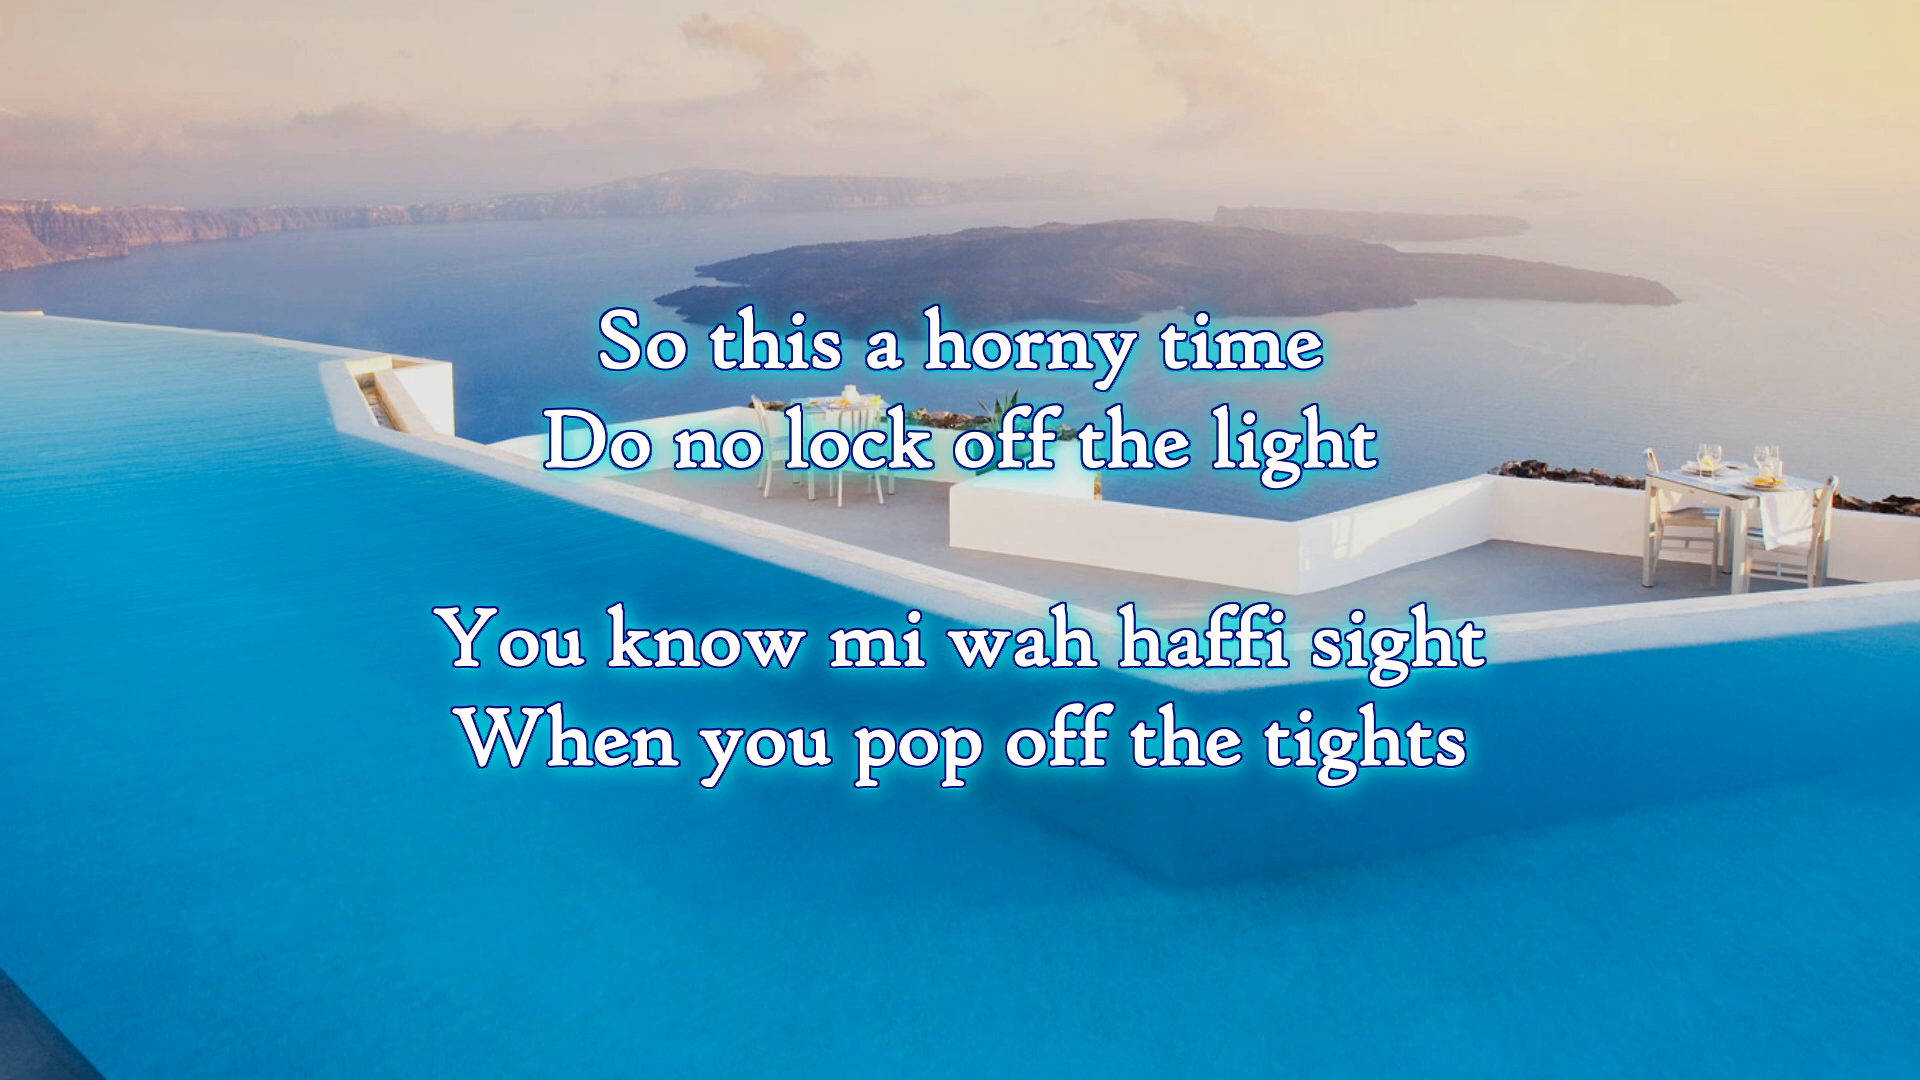 So this a horny time
Do no lock off the light
You know mi wah haffi sight
When you pop off the tights